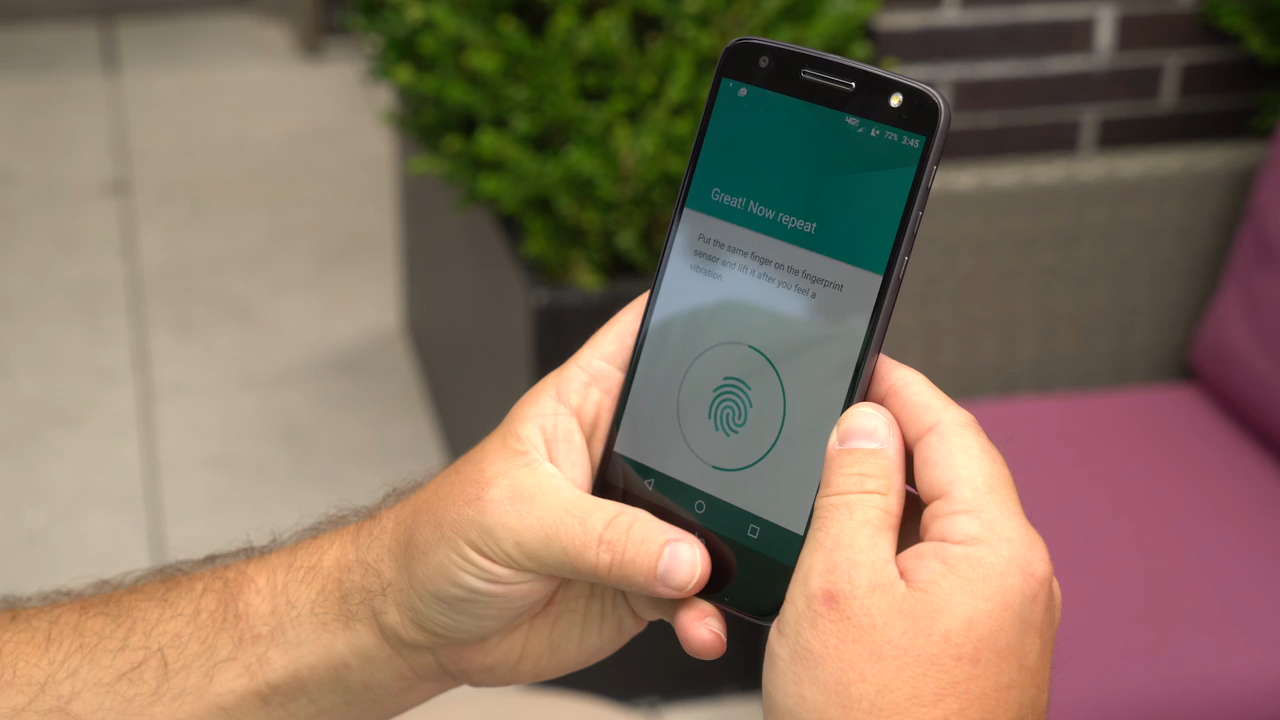 4G 72% 3:45
Great! Now repeat
Put the same finger on the fingerprint
sensor and lift it after you feel a
vibration.